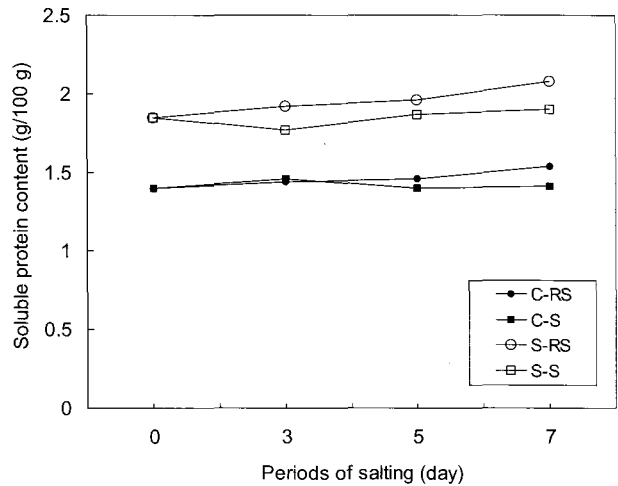 2.5
2
1.5
1
0.5
0
Soluble protein content (g/100 g)
C-RS
C-S
S-RS
S-S
0 3 5 7
Periods of salting (day)